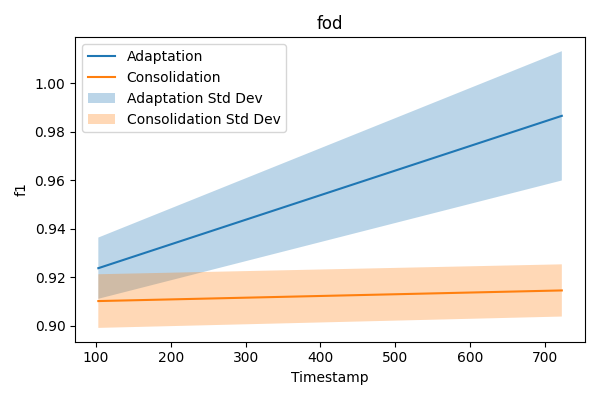 fod
Adaptation
Consolidation
Adaptation Std Dev
Consolidation Std Dev
f1
1.00
0.98
0.96
0.94
0.92
0.90
100 200 300 400 500 600 700
Timestamp